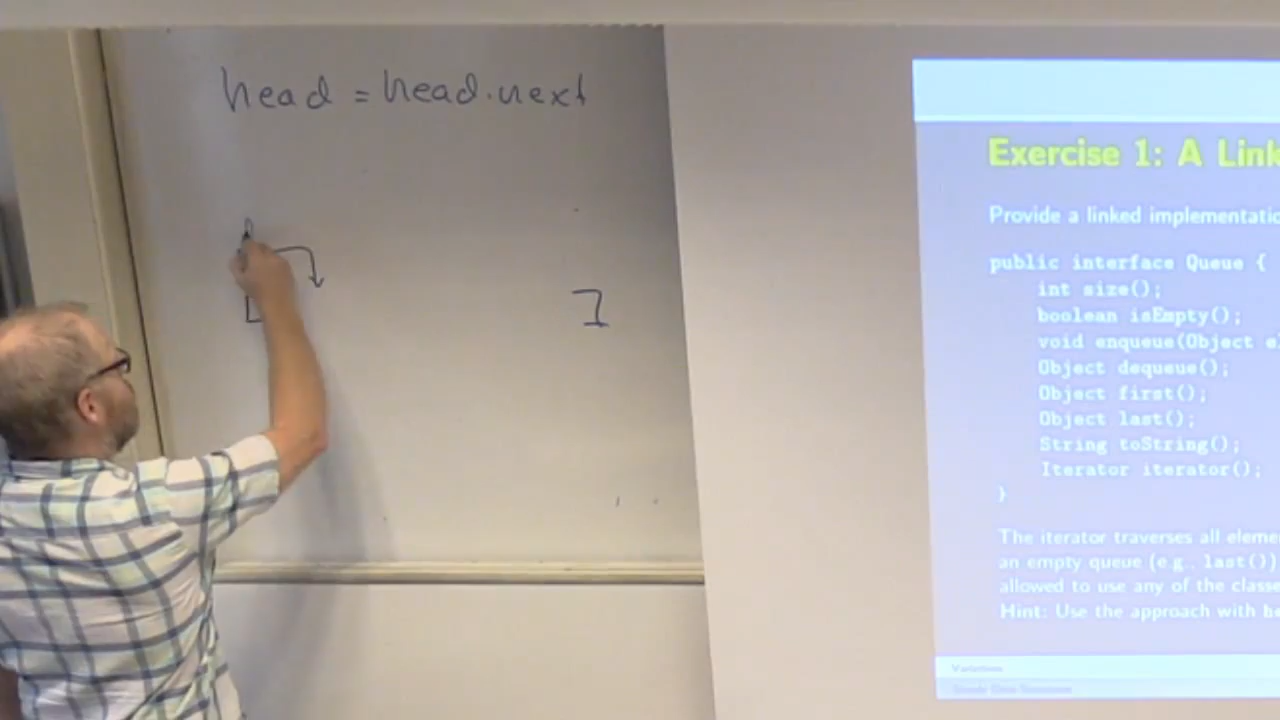 head = head.next
Exercise 1: A Link
Provide a linked implementatio
public interface Queue {
int size();
boolean isEmpty();
void enqueue(Object el
Object dequeue();
Object first();
Object last();
String toString();
Iterator iterator();
}
The iterator traverses all eleme
an empty queue (e.g., last())
allowed to use any of the classe
Hint: Use the approach with he
Variations